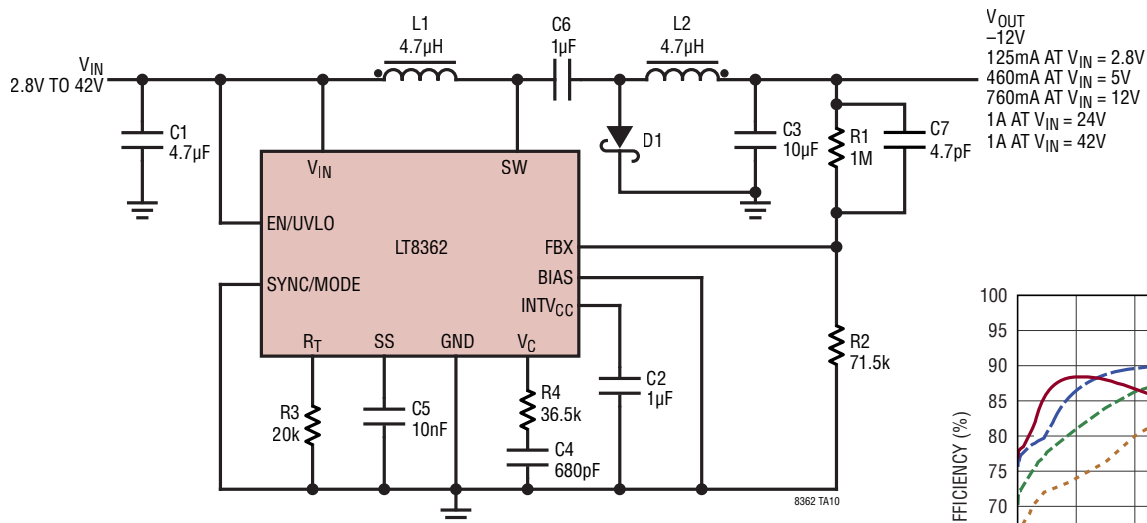 L1
4.7µH
C6
1µF
L2
4.7µH
VOUT
–12V
125mA AT VIN = 2.8V
460mA AT VIN = 5V
760mA AT VIN = 12V
1A AT VIN = 24V
1A AT VIN = 42V
VIN
2.8V TO 42V
C1
4.7µF
D1
C3
10µF
R1
1M
C7
4.7pF
VIN
SW
EN/UVLO
LT8362
FBX
SYNC/MODE
BIAS
INTVCC
RT
SS
GND
VC
R2
71.5k
R3
20k
C5
10nF
R4
36.5k
C4
680pF
C2
1µF
8362 TA10
100
95
90
85
80
75
70
FFICIENCY (%)